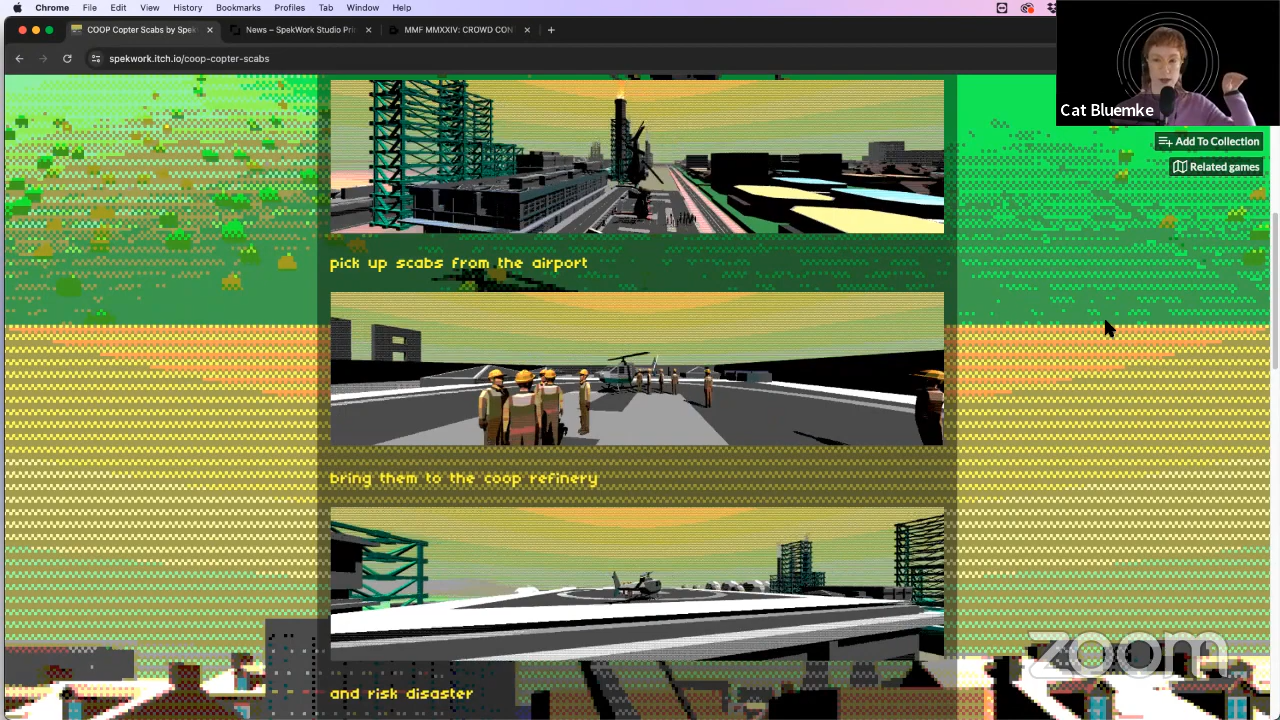 Chrome File Edit View History Bookmarks Profiles Tab Window Help
COOP Copter Scabs by Spek
News – SpekWork Studio Pri
MMF MMXXIV: CROWD CON
spekwork.itch.io/coop-copter-scabs
Cat Bluemke
Add To Collection
Related games
pick up scabs from the airport
bring them to the coop refinery
and risk disaster
zoom